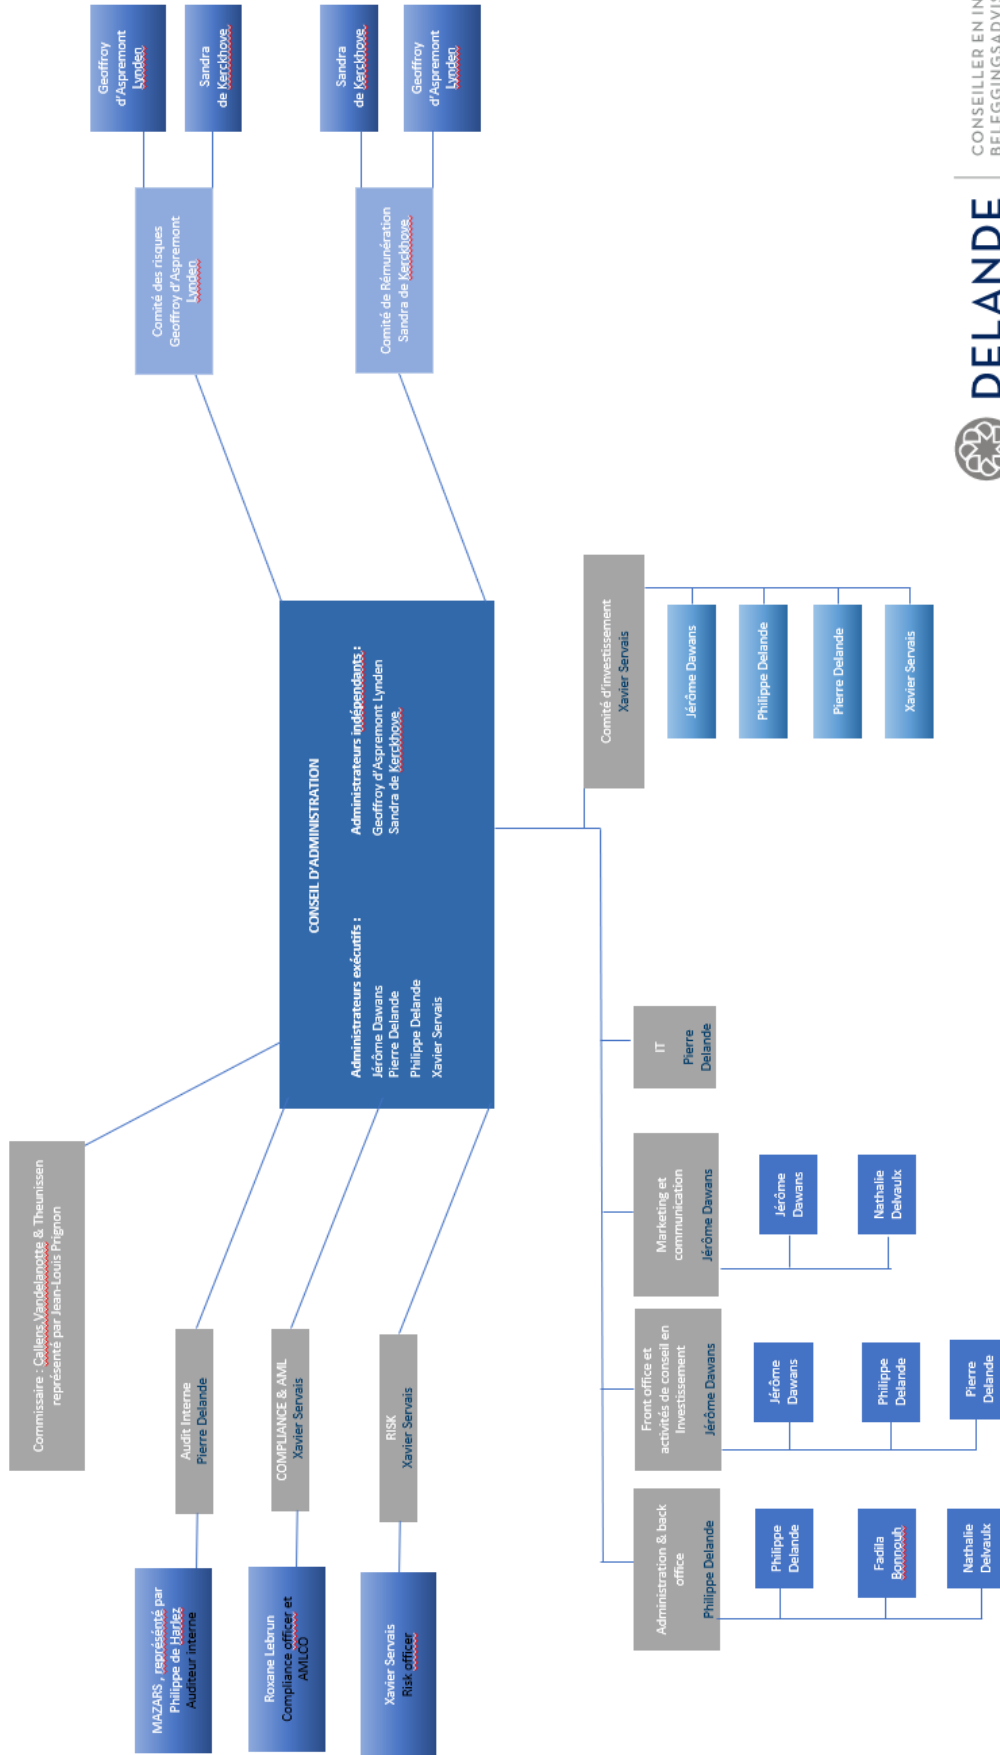 Commissaire : Callens,Vandelanotte & Theunissen
représenté par Jean-Louis Prignon
MAZARS , représenté par
Philippe de Harlez
Auditeur interne
Audit Interne
Pierre Delande
Roxane Lebrun
Compliance officer et
AMLCO
COMPLIANCE & AML
Xavier Servais
Xavier Servais
Risk officer
RISK
Xavier Servais
CONSEIL D'ADMINISTRATION
Administrateurs exécutifs :
Jérôme Dawans
Pierre Delande
Philippe Delande
Xavier Servais
Administrateurs indépendants :
Geoffroy d'Aspremont Lynden
Sandra de Kerckhove
Comité des risques
Geoffroy d'Aspremont
Lynden
Geoffroy
d'Aspremont
Lynden
Sandra
de Kerckhove
Comité de Rémunération
Sandra de Kerckhove
Sandra
de Kerckhove
Geoffroy
d'Aspremont
Lynden
Administration & back
office
Philippe Delande
Philippe
Delande
Fadila
Bonnouh
Nathalie
Delvaulx
Front office et
activités de conseil en
Investissement
Jérôme Dawans
Jérôme
Dawans
Philippe
Delande
Pierre
Delande
Marketing et
communication
Jérôme Dawans
Jérôme
Dawans
Nathalie
Delvaulx
IT
Pierre
Delande
Comité d'investissement
Xavier Servais
Jérôme Dawans
Philippe Delande
Pierre Delande
Xavier Servais
DELANDE
CONSEILLER EN IN
BELEGGINGSADVIS